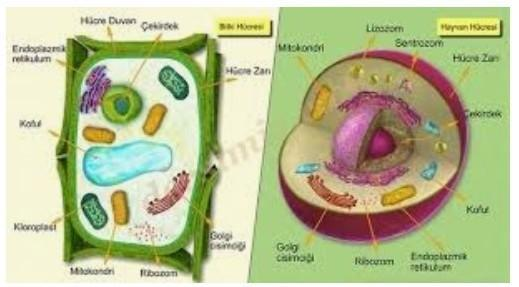 Hücre Duvarı
Çekirdek
Bitki Hücresi
Endoplazmik
retikulum
Hücre Zarı
Koful
Kloroplast
Mitokondri
Ribozom
Golgi
cisimciği
Lizozom
Hayvan Hücresi
Mitokondri
Sentrozom
Hücre Zarı
Çekirdek
Koful
Golgi
cisimciği
Ribozom
Endoplazmik
retikulum